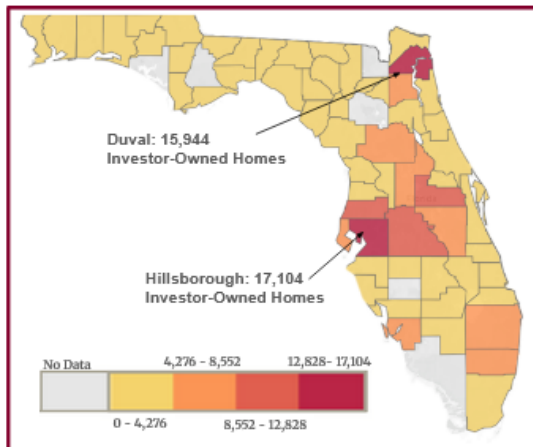 Duval: 15,944
Investor-Owned Homes
Hillsborough: 17,104
Investor-Owned Homes
No Data
4,276 - 8,552
12,828- 17,104
0 - 4,276
8,552 - 12,828